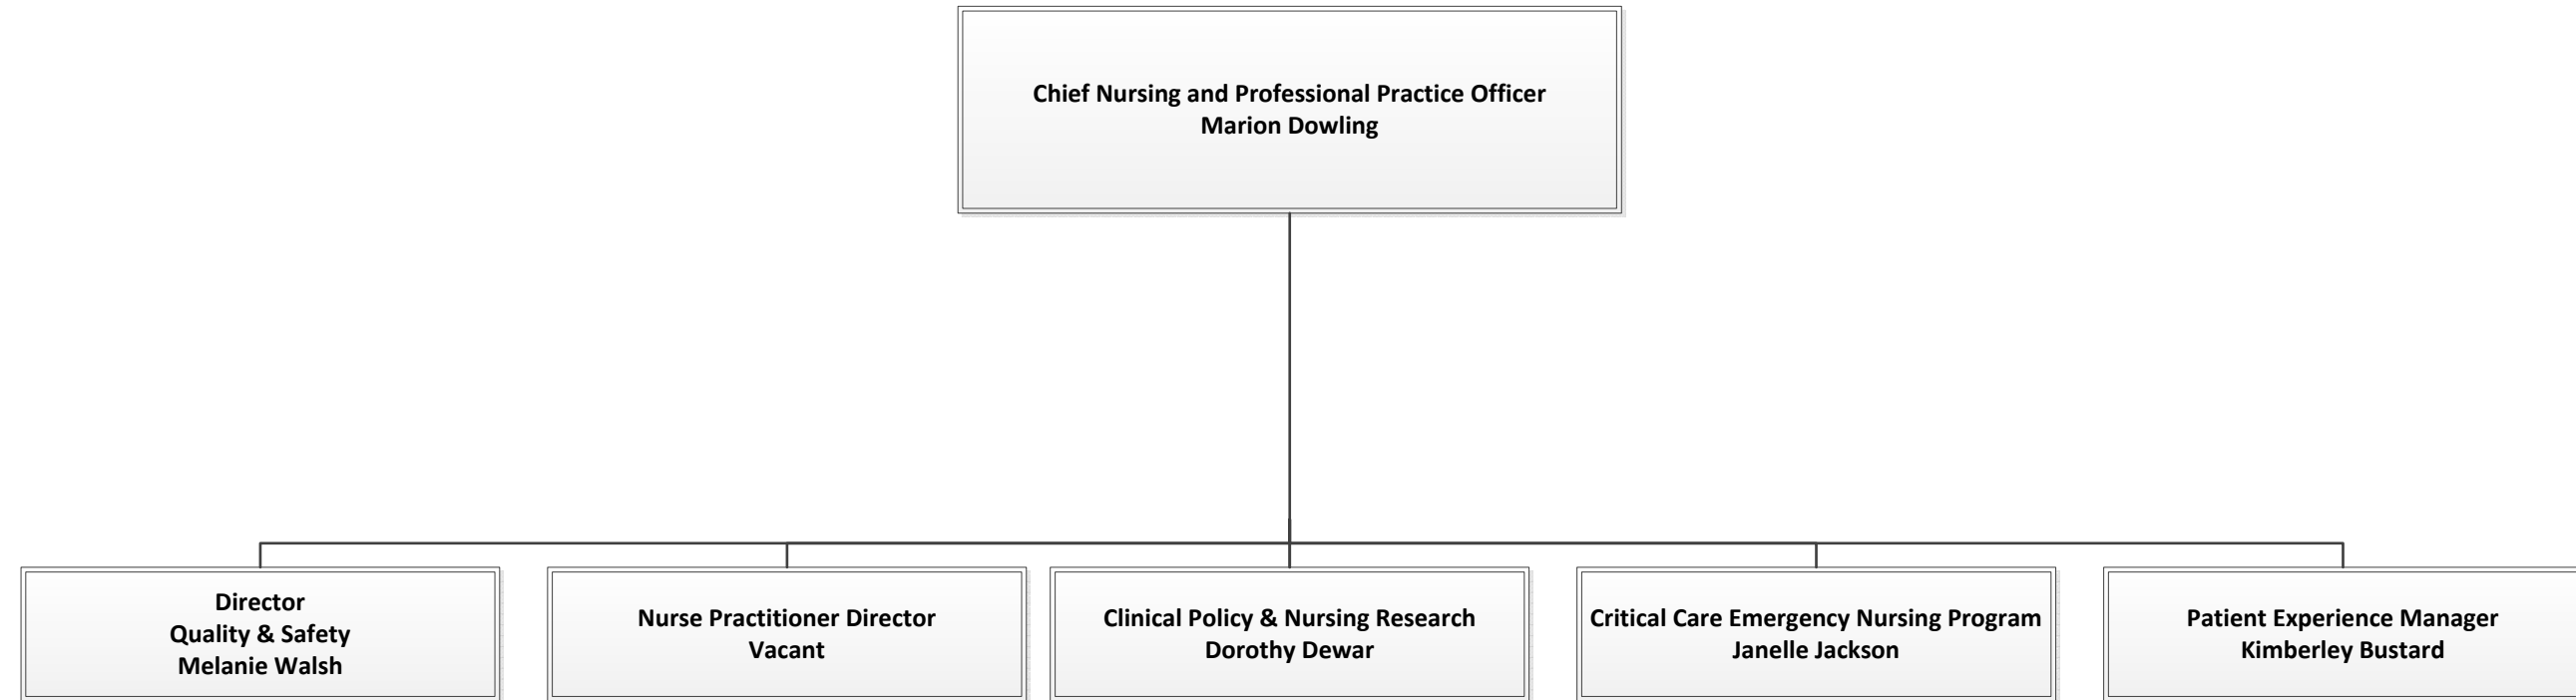 Chief Nursing and Professional Practice Officer
Marion Dowling
Director
Quality & Safety
Melanie Walsh
Nurse Practitioner Director
Vacant
Clinical Policy & Nursing Research
Dorothy Dewar
Critical Care Emergency Nursing Program
Janelle Jackson
Patient Experience Manager
Kimberley Bustard